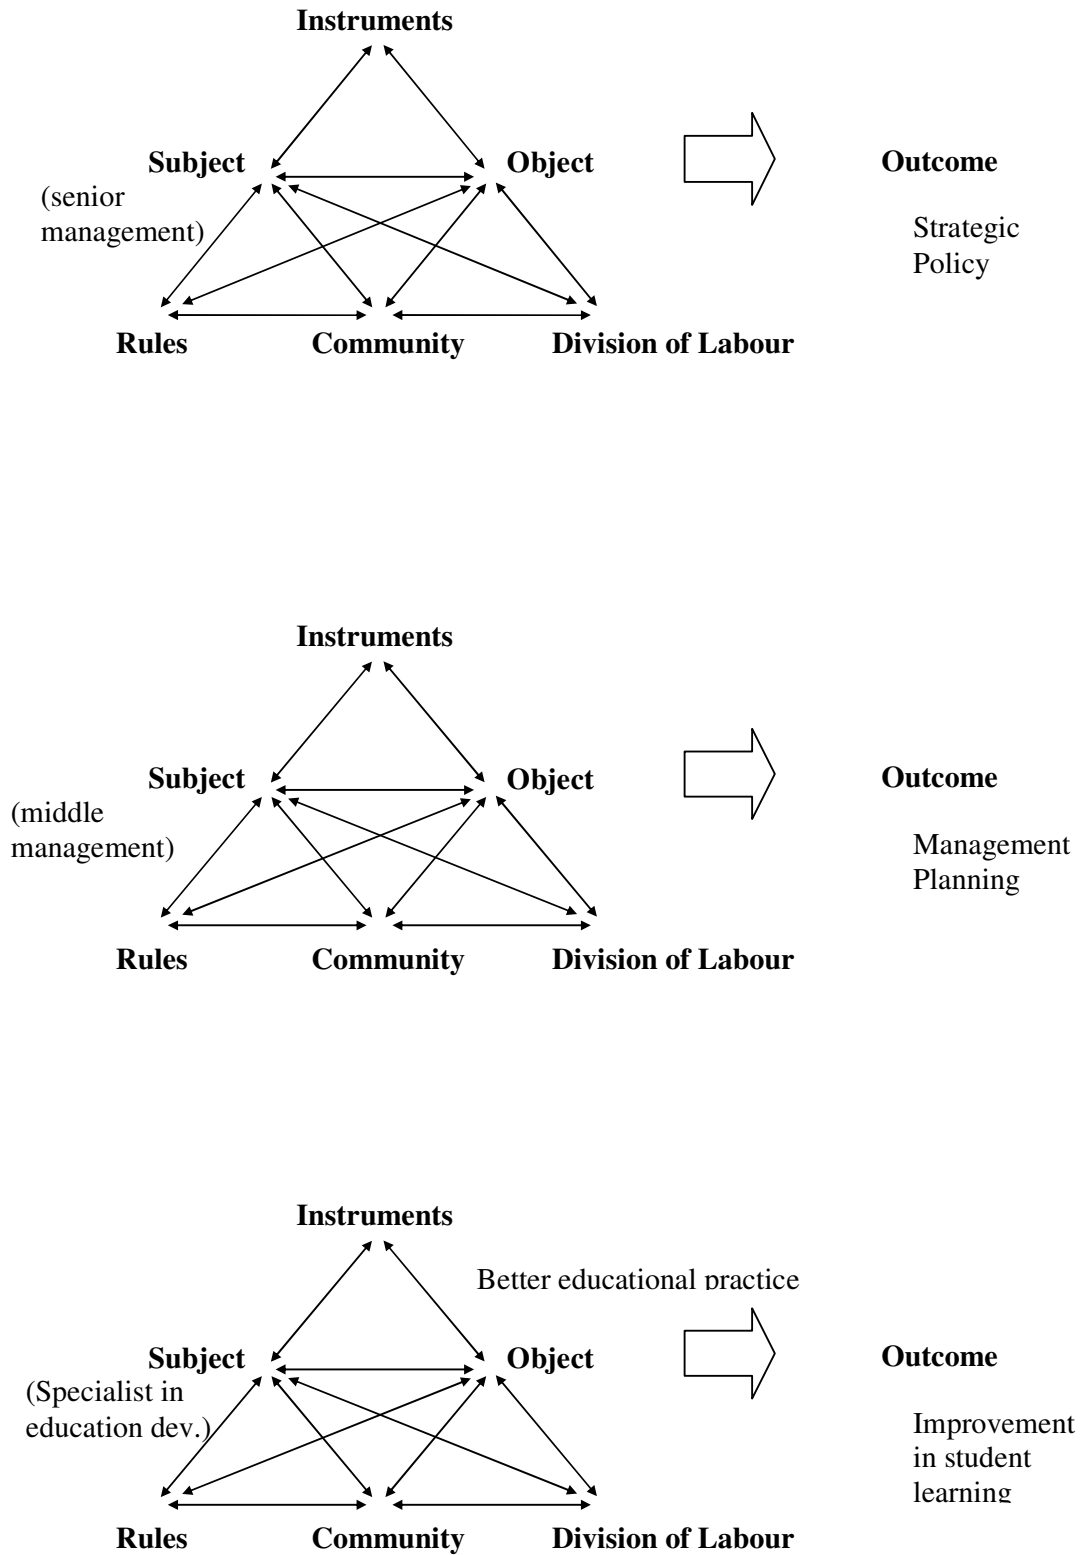 Instruments
Subject
Object
Outcome
(senior
management)
Strategic
Policy
Rules
Community
Division of Labour
Instruments
Subject
Object
Outcome
(middle
management)
Management
Planning
Rules
Community
Division of Labour
Instruments
Better educational practice
Subject
Object
Outcome
(Specialist in
education dev.)
Improvement
in student
learning
Rules
Community
Division of Labour